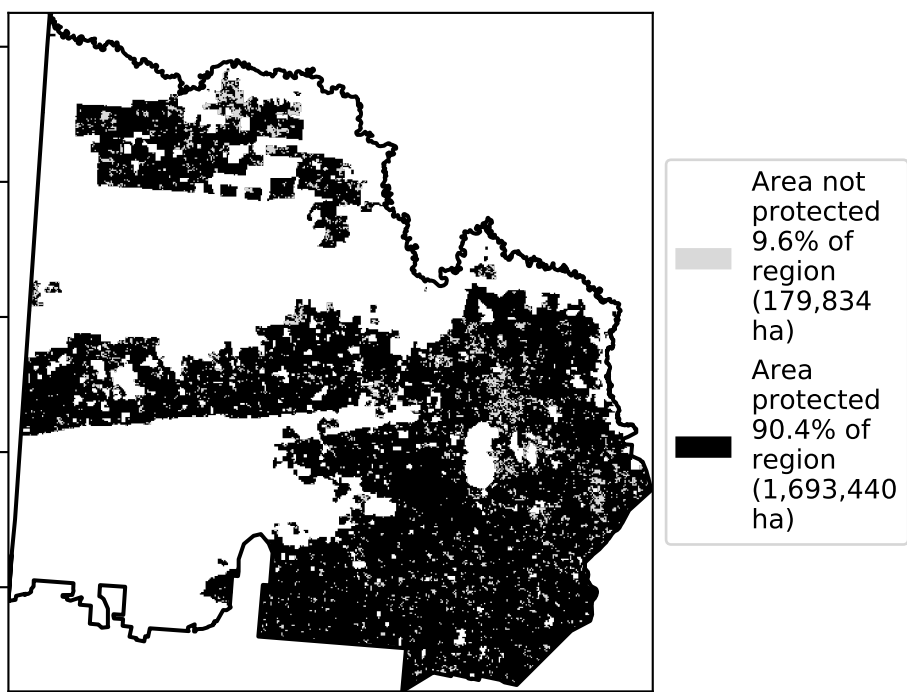 Area not
protected
9.6% of
region
(179,834
ha)
Area
protected
90.4% of
region
(1,693,440
ha)